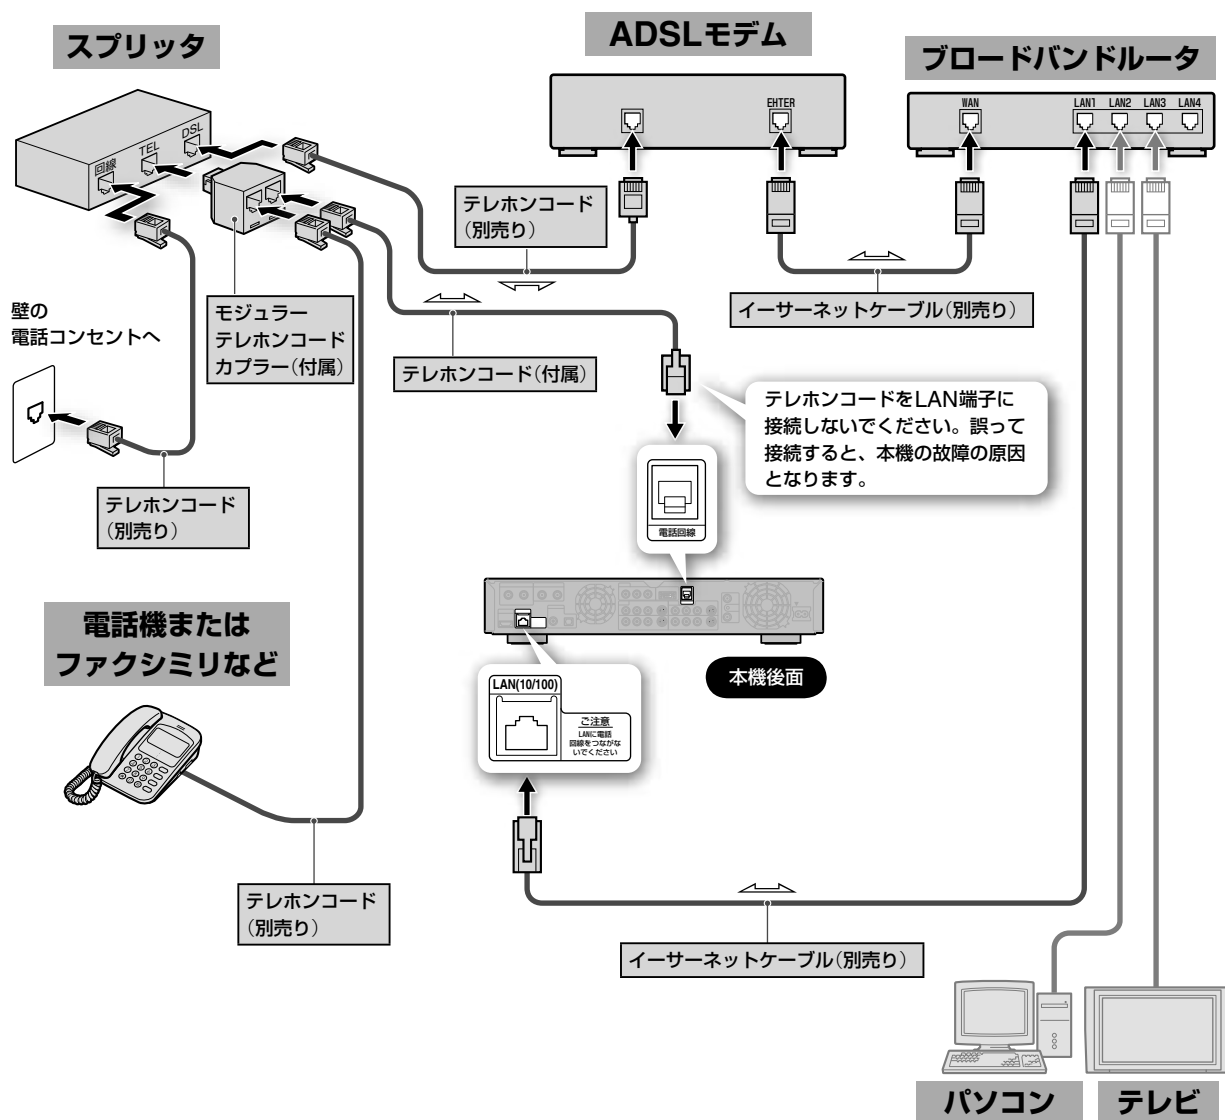 スプリッタ
ADSLモデム
ブロードバンドルータ
回線
TEL
DSL
EHTER
WAN
LAN1
LAN2
LAN3
LAN4
テレホンコード
（別売り）
イーサーネットケーブル（別売り）
モジュラー
テレホンコード
カプラー（付属）
テレホンコード（付属）
壁の
電話コンセントへ
テレホンコードをLAN端子に
接続しないでください。誤って
接続すると、本機の故障の原因
となります。
テレホンコード
（別売り）
電話回線
電話機または
ファクシミリなど
本機後面
LAN(10/100)
ご注意
LANに電話
回線をつながな
いでください
テレホンコード
（別売り）
イーサーネットケーブル（別売り）
パソコン
テレビ